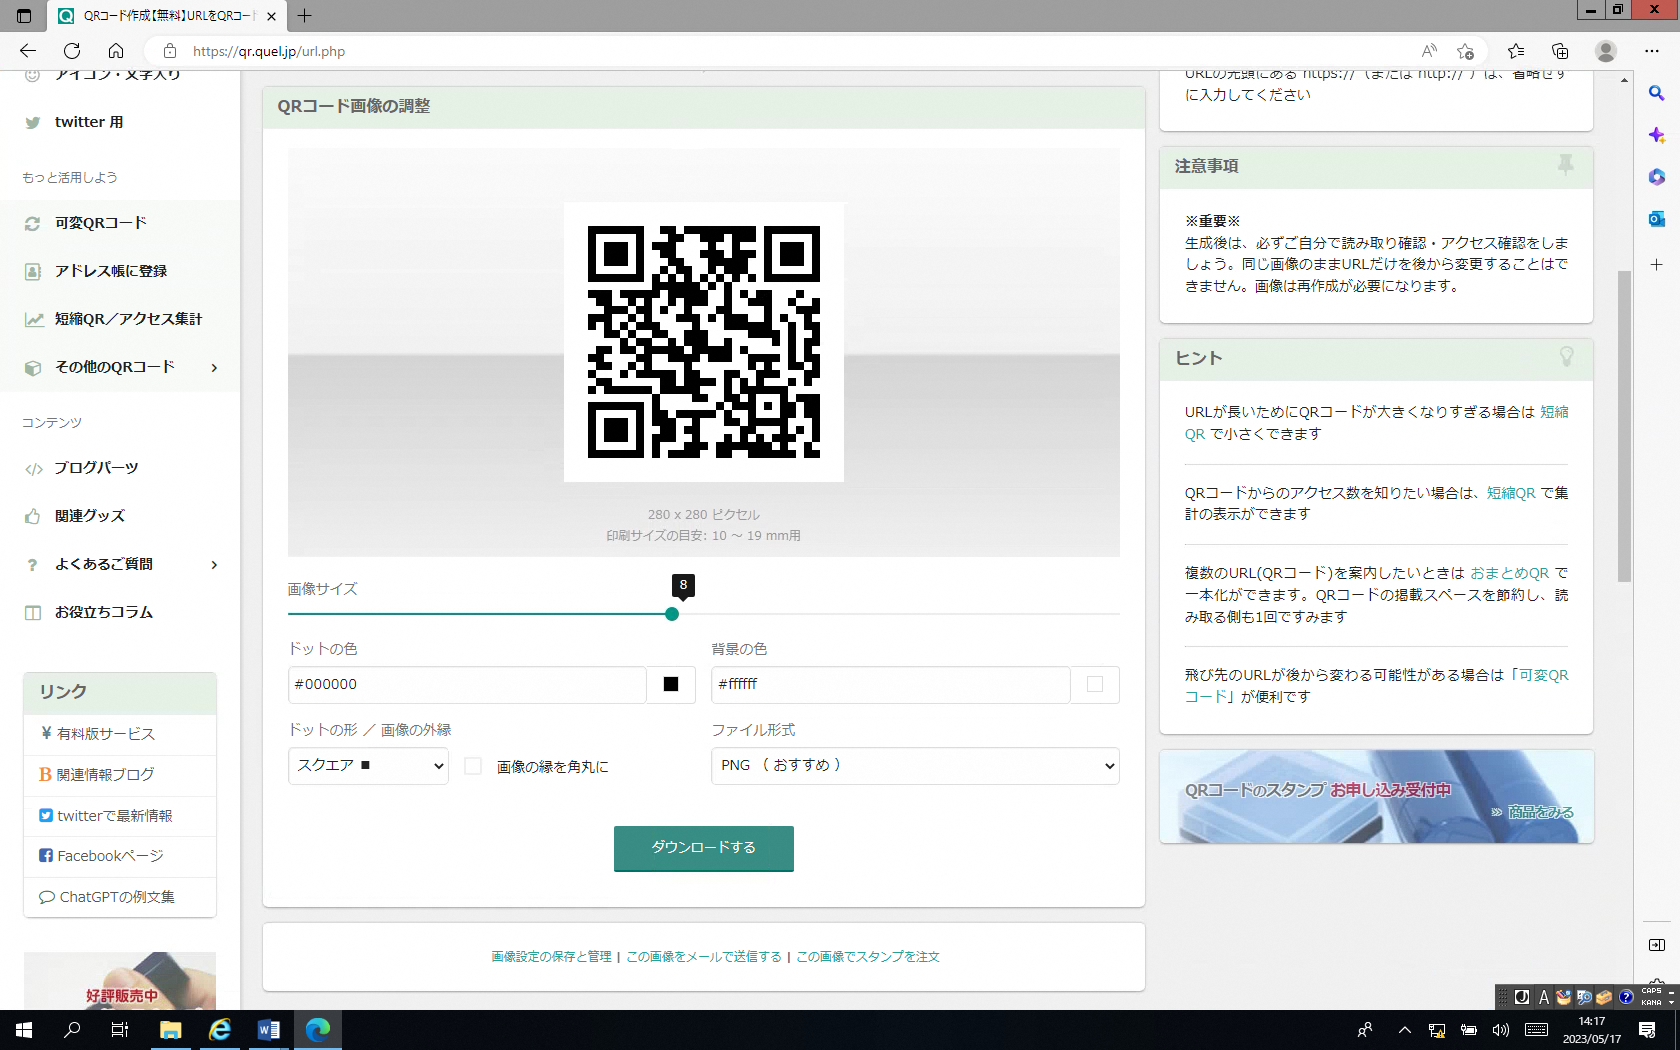 QRコード作成【無料】URLをQRコード
https://qr.quel.jp/url.php
アイコン・文字入り
twitter 用
もっと活用しよう
可変QRコード
アドレス帳に登録
短縮QR／アクセス集計
その他のQRコード
コンテンツ
ブログパーツ
関連グッズ
よくあるご質問
お役立ちコラム
リンク
有料版サービス
関連情報ブログ
twitterで最新情報
Facebookページ
ChatGPTの例文集
好評販売中
QRコード画像の調整
280 x 280 ピクセル
印刷サイズの目安: 10 ～ 19 mm用
画像サイズ
8
ドットの色
背景の色
#000000
#ffffff
ドットの形 ／ 画像の外縁
ファイル形式
スクエア ■
画像の縁を角丸に
PNG （ おすすめ ）
ダウンロードする
画像設定の保存と管理 | この画像をメールで送信する | この画像でスタンプを注文
URLの先頭にある https://（または http:// ）は、省略せず
に入力してください
注意事項
※重要※
生成後は、必ずご自分で読み取り確認・アクセス確認をしま
しょう。同じ画像のままURLだけを後から変更することはで
きません。画像は再作成が必要になります。
ヒント
URLが長いためにQRコードが大きくなりすぎる場合は 短縮
QR で小さくできます
QRコードからのアクセス数を知りたい場合は、短縮QR で集
計の表示ができます
複数のURL(QRコード)を案内したいときは おまとめQR で
一本化ができます。QRコードの掲載スペースを節約し、読
み取る側も1回ですみます
飛び先のURLが後から変わる可能性がある場合は「可変QR
コード」が便利です
QRコードのスタンプ お申し込み受付中
» 商品をみる
CAPS
KANA
14:17
2023/05/17